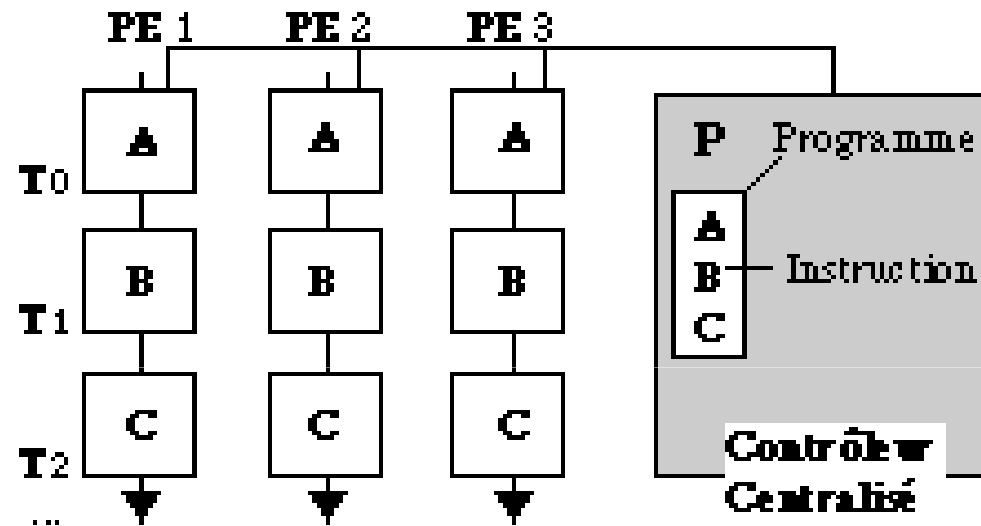 PE 1 PE 2 PE 3
A A A P Programme
T0
A
B B B B Instruction
T1
C
C C C
T2
Contrôleur
Centralisé
...